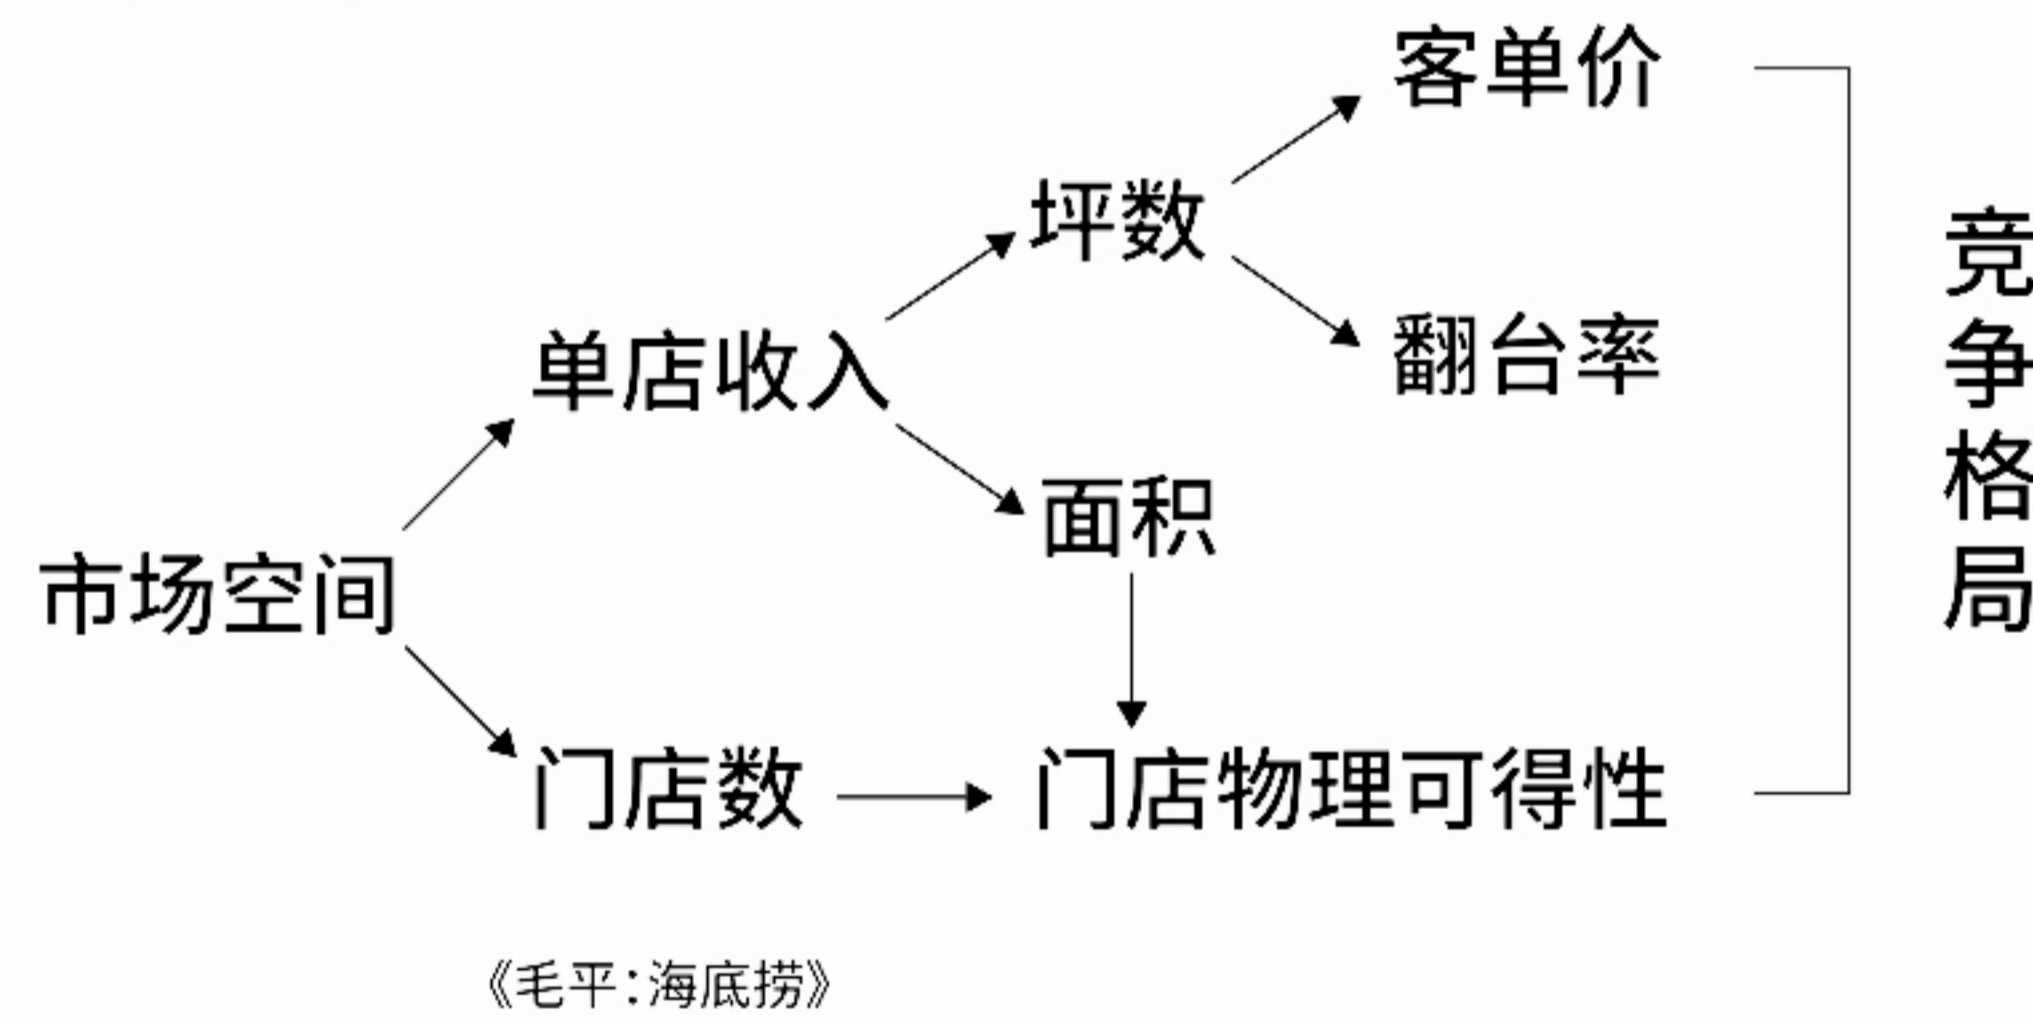 客单价
坪数
翻台率
单店收入
面积
市场空间
门店数
门店物理可得性
竞争格局
《毛平:海底捞》